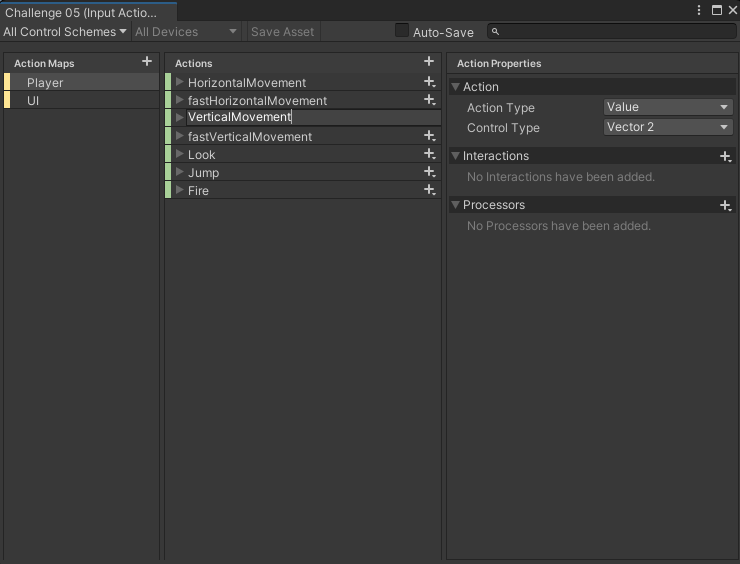 Challenge 05 (Input Actio...
All Control Schemes All Devices Save Asset Auto-Save
Action Maps
Player
UI
Actions
HorizontalMovement
fastHorizontalMovement
VerticalMovement
fastVerticalMovement
Look
Jump
Fire
Action Properties
Action
Action Type Value
Control Type Vector 2
Interactions
No Interactions have been added.
Processors
No Processors have been added.